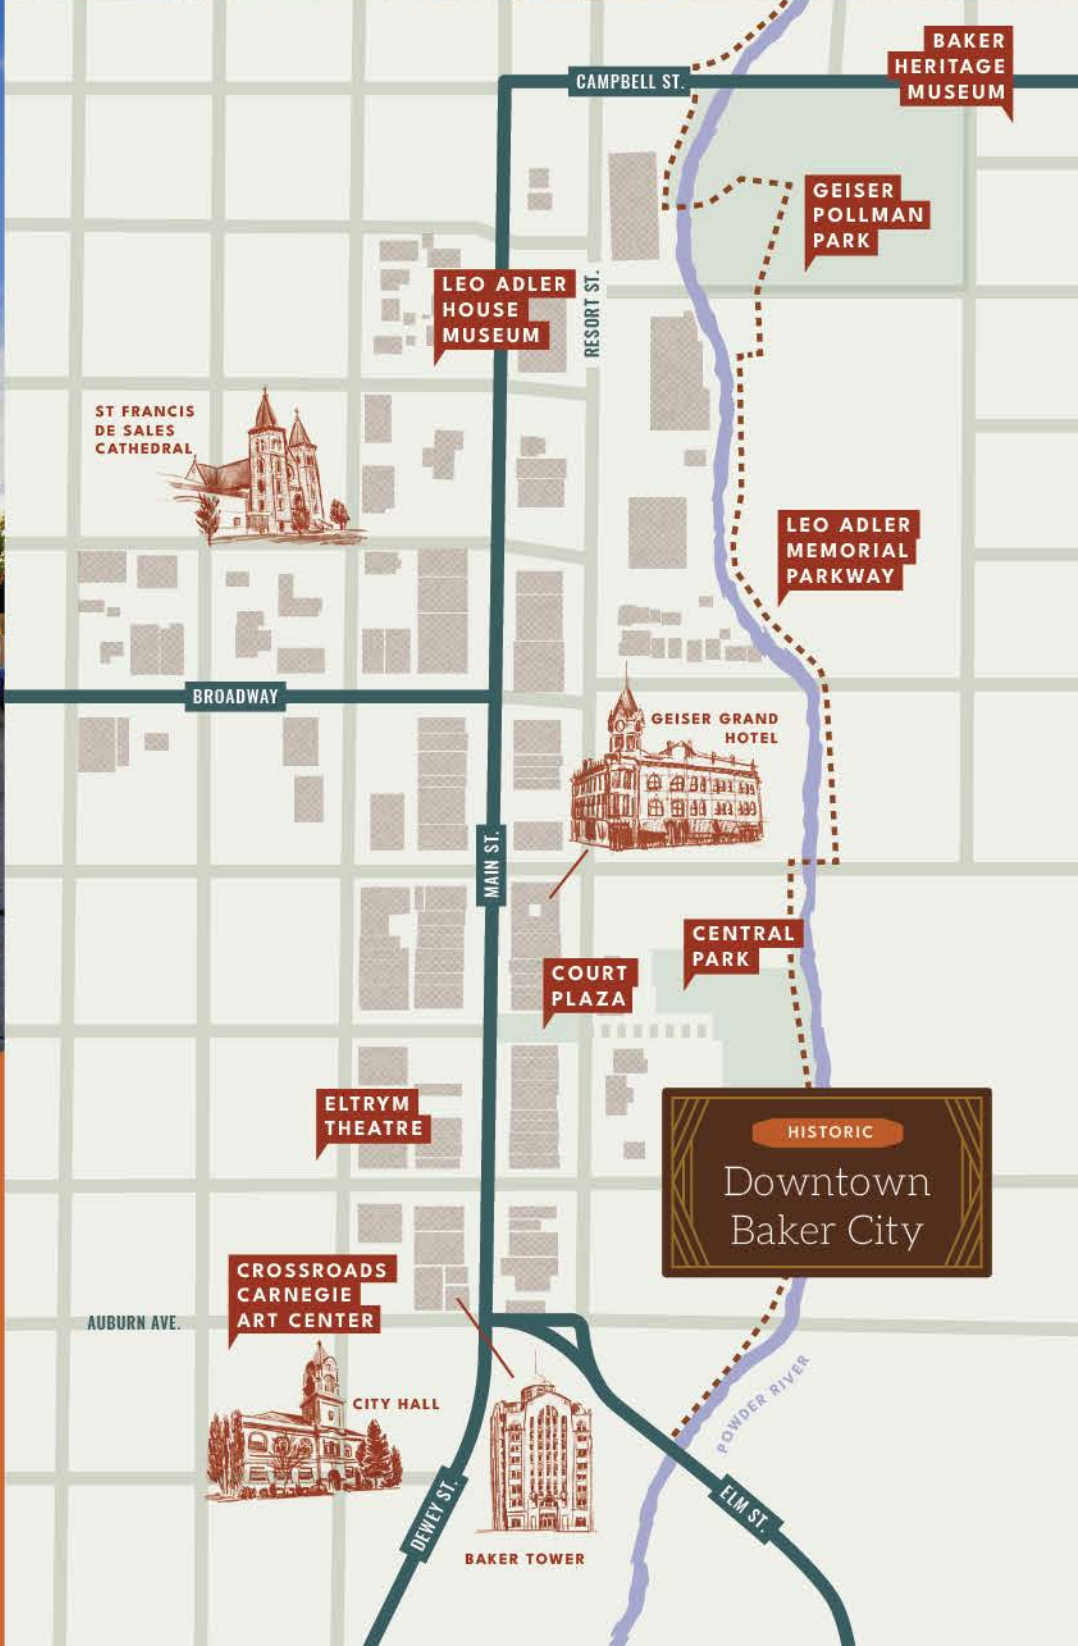 BAKER
HERITAGE
MUSEUM
CAMPBELL ST.
GEISER
POLLMAN
PARK
LEO ADLER
HOUSE
MUSEUM
RESORT ST.
ST FRANCIS
DE SALES
CATHEDRAL
LEO ADLER
MEMORIAL
PARKWAY
BROADWAY
GEISER GRAND
HOTEL
MAIN ST.
CENTRAL
PARK
COURT
PLAZA
ELTRYM
THEATRE
HISTORIC
Downtown
Baker City
CROSSROADS
CARNEGIE
ART CENTER
AUBURN AVE.
CITY HALL
POWDER RIVER
DEWEY ST.
ELM ST.
BAKER TOWER